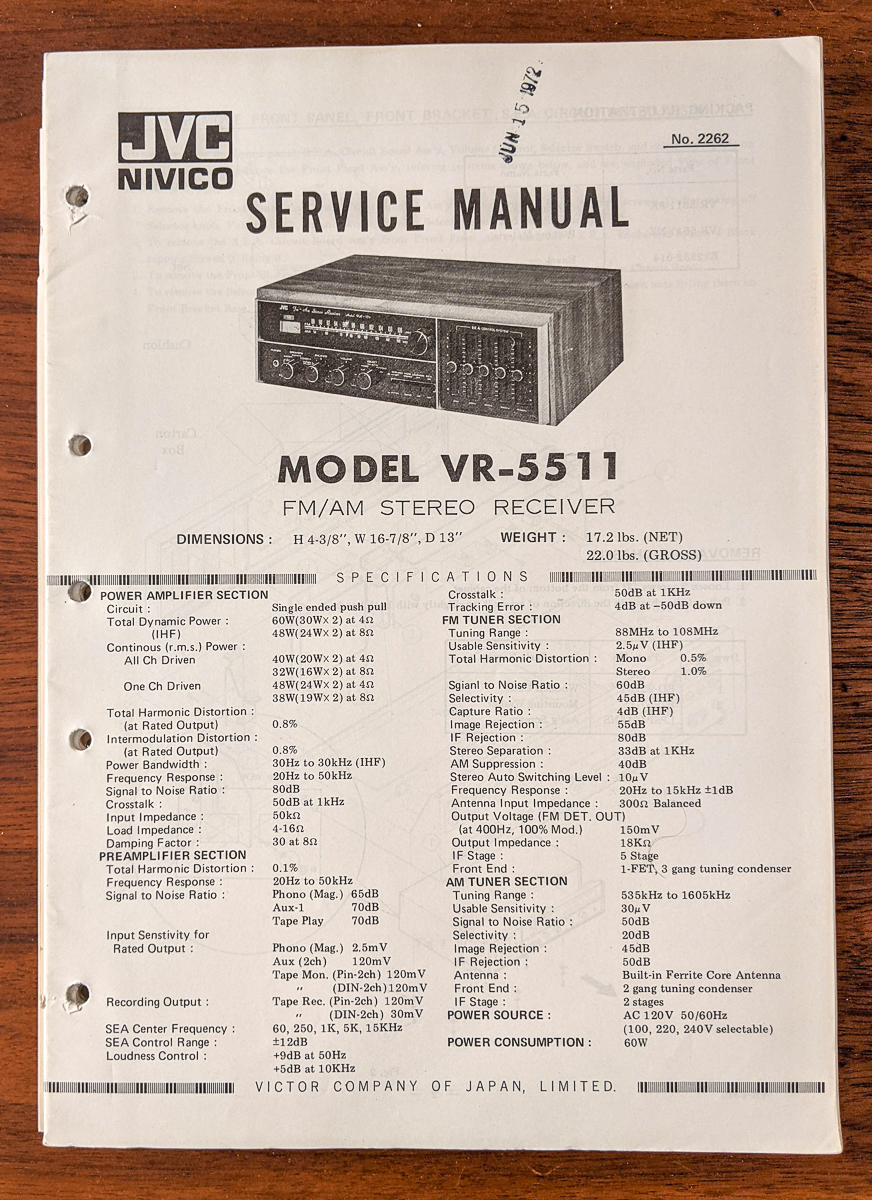 JUN 15 1972
JVC
NIVICO
No. 2262
SERVICE MANUAL
MODEL VR-5511
FM/AM STEREO RECEIVER
DIMENSIONS : H 4-3/8", W 16-7/8", D 13" WEIGHT : 17.2 lbs. (NET)
22.0 lbs. (GROSS)
SPECIFICATIONS
POWER AMPLIFIER SECTION
Circuit : Single ended push pull
Total Dynamic Power : 60W(30W× 2) at 4Ω
(IHF) 48W(24W× 2) at 8Ω
Continous (r.m.s.) Power :
All Ch Driven 40W(20W× 2) at 4Ω
32W(16W× 2) at 8Ω
One Ch Driven 48W(24W× 2) at 4Ω
38W(19W× 2) at 8Ω
Total Harmonic Distortion :
(at Rated Output) 0.8%
Intermodulation Distortion :
(at Rated Output) 0.8%
Power Bandwidth : 30Hz to 30kHz (IHF)
Frequency Response : 20Hz to 50kHz
Signal to Noise Ratio : 80dB
Crosstalk : 50dB at 1kHz
Input Impedance : 50kΩ
Load Impedance : 4-16Ω
Damping Factor : 30 at 8Ω
PREAMPLIFIER SECTION
Total Harmonic Distortion : 0.1%
Frequency Response : 20Hz to 50kHz
Signal to Noise Ratio : Phono (Mag.) 65dB
Aux-1 70dB
Tape Play 70dB
Input Senstivity for
Rated Output : Phono (Mag.) 2.5mV
Aux (2ch) 120mV
Tape Mon. (Pin-2ch) 120mV
" (DIN-2ch) 120mV
Recording Output : Tape Rec. (Pin-2ch) 120mV
" (DIN-2ch) 30mV
SEA Center Frequency : 60, 250, 1K, 5K, 15KHz
SEA Control Range : ±12dB
Loudness Control : +9dB at 50Hz
+5dB at 10KHz
Crosstalk : 50dB at 1KHz
Tracking Error : 4dB at –50dB down
FM TUNER SECTION
Tuning Range : 88MHz to 108MHz
Usable Sensitivity : 2.5μV (IHF)
Total Harmonic Distortion : Mono 0.5%
Stereo 1.0%
Sgianl to Noise Ratio : 60dB
Selectivity : 45dB (IHF)
Capture Ratio : 4dB (IHF)
Image Rejection : 55dB
IF Rejection : 80dB
Stereo Separation : 33dB at 1KHz
AM Suppression : 40dB
Stereo Auto Switching Level : 10μV
Frequency Response : 20Hz to 15kHz ±1dB
Antenna Input Impedance : 300Ω Balanced
Output Voltage (FM DET. OUT)
(at 400Hz, 100% Mod.) 150mV
Output Impedance : 18KΩ
IF Stage : 5 Stage
Front End : 1-FET, 3 gang tuning condenser
AM TUNER SECTION
Tuning Range : 535kHz to 1605kHz
Usable Sensitivity : 30μV
Signal to Noise Ratio : 50dB
Selectivity : 20dB
Image Rejection : 45dB
IF Rejection : 50dB
Antenna : Built-in Ferrite Core Antenna
Front End : 2 gang tuning condenser
IF Stage : 2 stages
POWER SOURCE : AC 120V 50/60Hz
(100, 220, 240V selectable)
POWER CONSUMPTION : 60W
VICTOR COMPANY OF JAPAN, LIMITED.